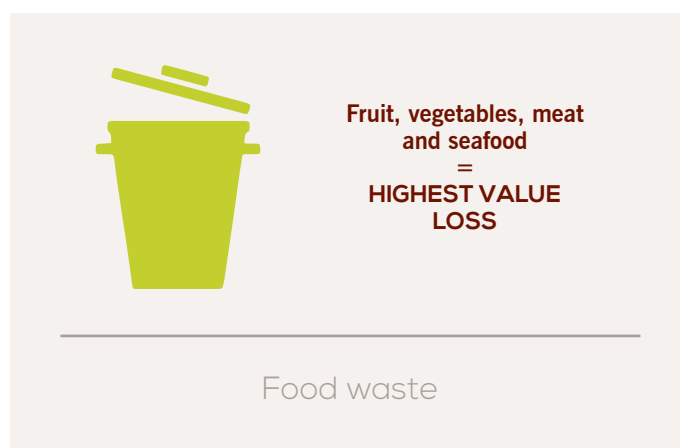 Fruit, vegetables, meat
and seafood
=
HIGHEST VALUE
LOSS
Food waste